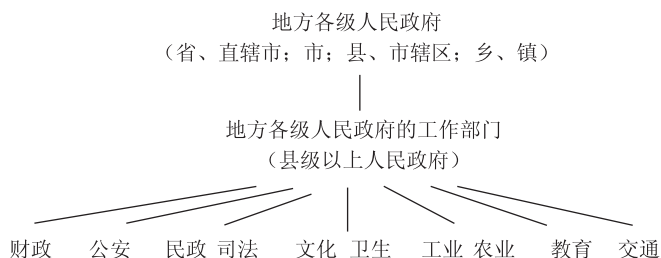 地方各级人民政府
（省、直辖市；市；县、市辖区；乡、镇）
地方各级人民政府的工作部门
（县级以上人民政府）
财政 公安 民政 司法 文化 卫生 工业 农业 教育 交通